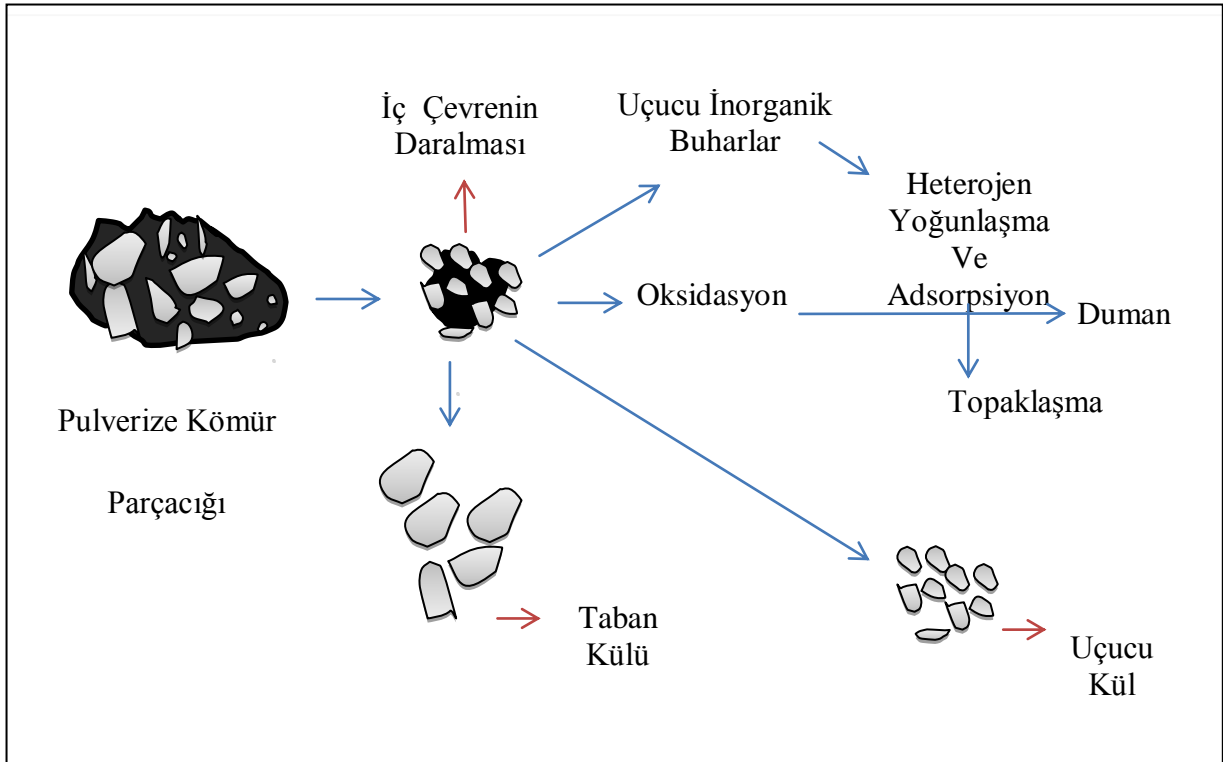 İç Çevrenin
Daralması
Uçucu İnorganik
Buharlar
Heterojen
Yoğunlaşma
Ve
Adsorpsiyon
Oksidasyon
Duman
Topaklaşma
Pulverize Kömür
Parçacığı
Taban
Külü
Uçucu
Kül